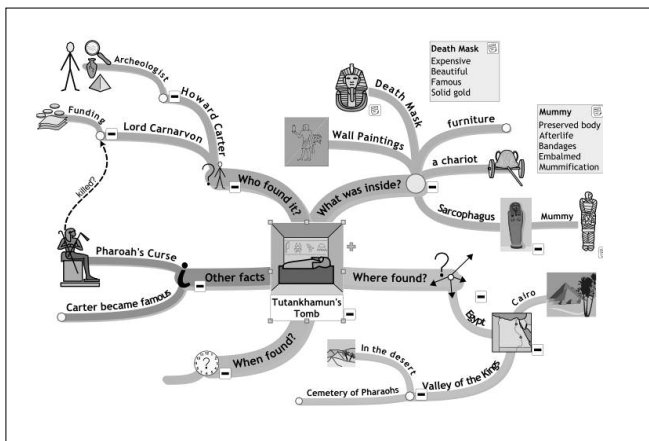 Archeologist
Funding
Howard Carter
Lord Carnarvon
Who found it?
killed?
Pharoah's Curse
Other facts
Carter became famous
When found?
Tutankhamun's
Tomb
What was inside?
Death Mask
Wall Paintings
furniture
a chariot
Sarcophagus
Mummy
Death Mask
Expensive
Beautiful
Famous
Solid gold
Mummy
Preserved body
Afterlife
Bandages
Embalmed
Mummification
Where found?
Egypt
Cairo
Valley of the Kings
In the desert
Cemetery of Pharaohs